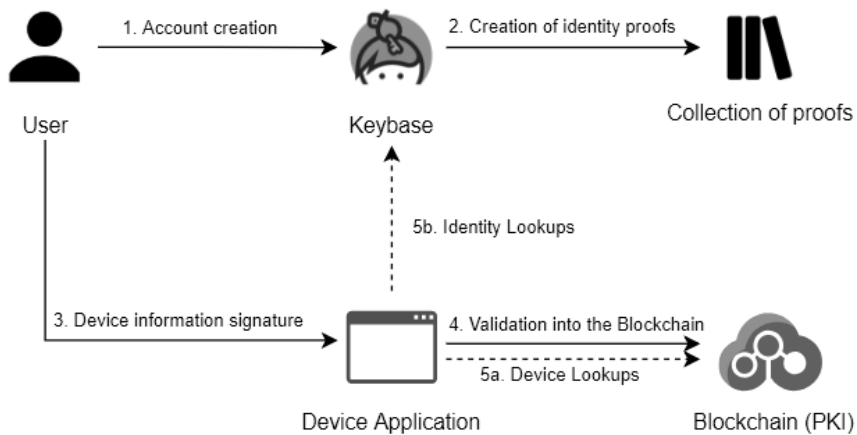 1. Account creation
2. Creation of identity proofs
User
Keybase
Collection of proofs
5b. Identity Lookups
3. Device information signature
4. Validation into the Blockchain
5a. Device Lookups
Device Application
Blockchain (PKI)